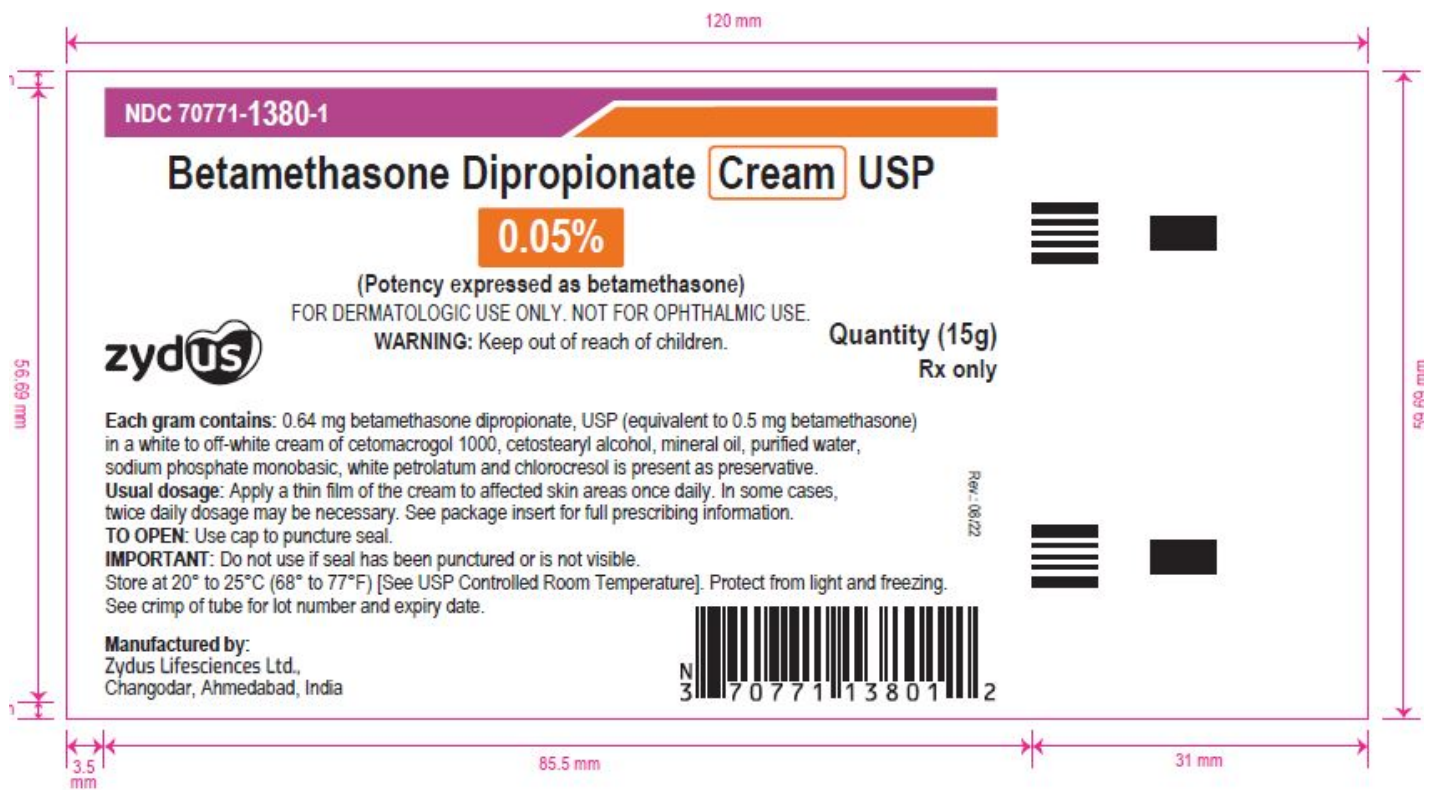 120 mm
NDC 70771-1380-1
Betamethasone Dipropionate Cream USP
0.05%
(Potency expressed as betamethasone)
FOR DERMATOLOGIC USE ONLY. NOT FOR OPHTHALMIC USE.
WARNING: Keep out of reach of children.
zydus
Quantity (15g)
Rx only
Each gram contains: 0.64 mg betamethasone dipropionate, USP (equivalent to 0.5 mg betamethasone)
in a white to off-white cream of cetomacrogol 1000, cetostearyl alcohol, mineral oil, purified water,
sodium phosphate monobasic, white petrolatum and chlorocresol is present as preservative.
Usual dosage: Apply a thin film of the cream to affected skin areas once daily. In some cases,
twice daily dosage may be necessary. See package insert for full prescribing information.
TO OPEN: Use cap to puncture seal.
IMPORTANT: Do not use if seal has been punctured or is not visible.
Store at 20° to 25°C (68° to 77°F) [See USP Controlled Room Temperature]. Protect from light and freezing.
See crimp of tube for lot number and expiry date.
Rev.: 08/22
Manufactured by:
Zydus Lifesciences Ltd.,
Changodar, Ahmedabad, India
N
3 70771 13801 2
56.69 mm
3.5
mm
85.5 mm
31 mm